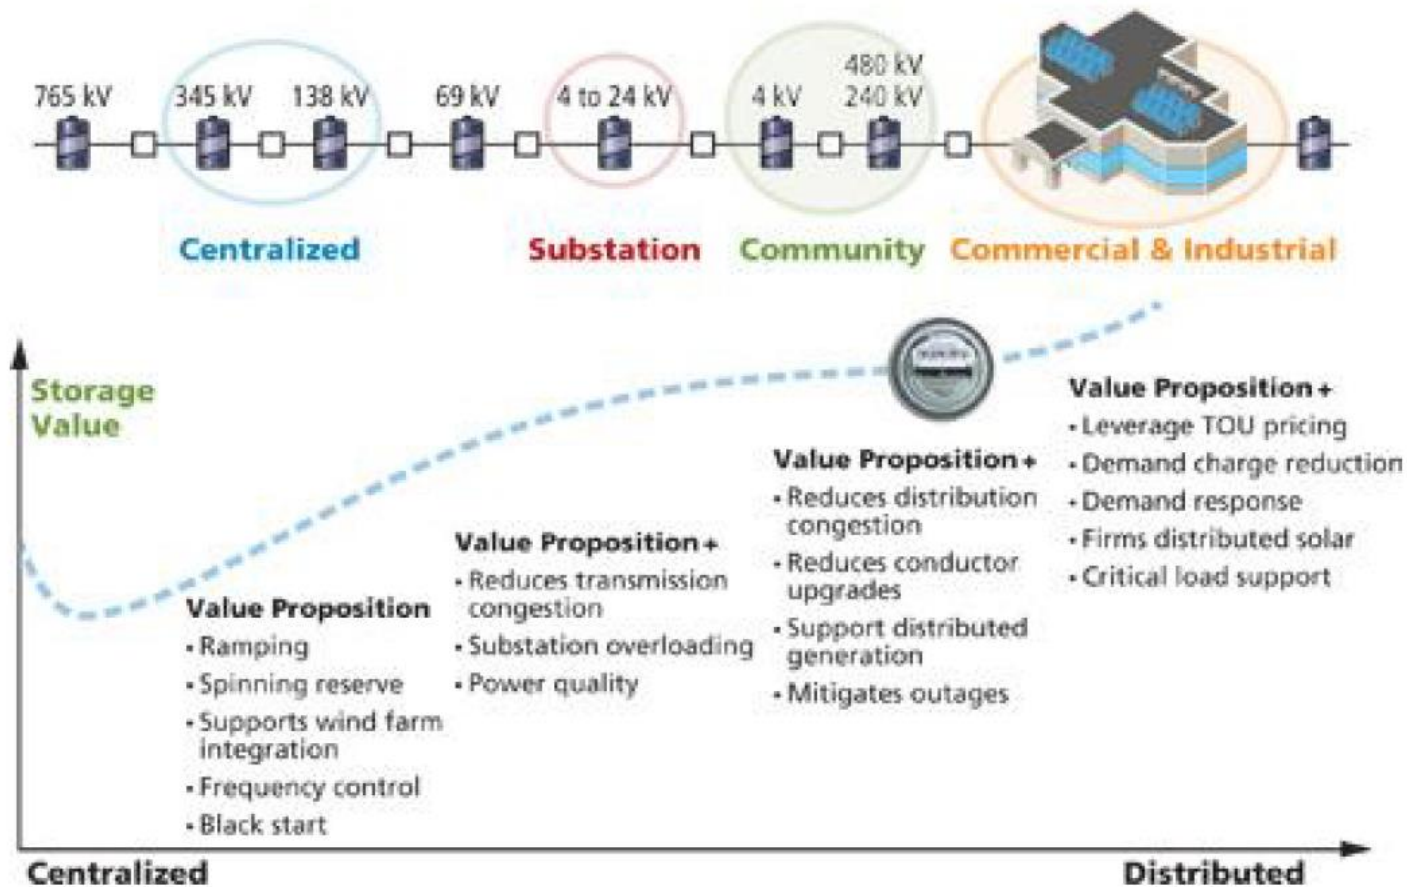 765 kV
345 kV
138 kV
69 kV
4 to 24 kV
4 kV
480 kV
240 kV
Centralized
Substation
Community
Commercial & Industrial
Storage
Value
Value Proposition
• Ramping
• Spinning reserve
• Supports wind farm
integration
• Frequency control
• Black start
Value Proposition +
• Reduces transmission
congestion
• Substation overloading
• Power quality
Value Proposition +
• Reduces distribution
congestion
• Reduces conductor
upgrades
• Support distributed
generation
• Mitigates outages
Value Proposition +
• Leverage TOU pricing
• Demand charge reduction
• Demand response
• Firms distributed solar
• Critical load support
Centralized
Distributed